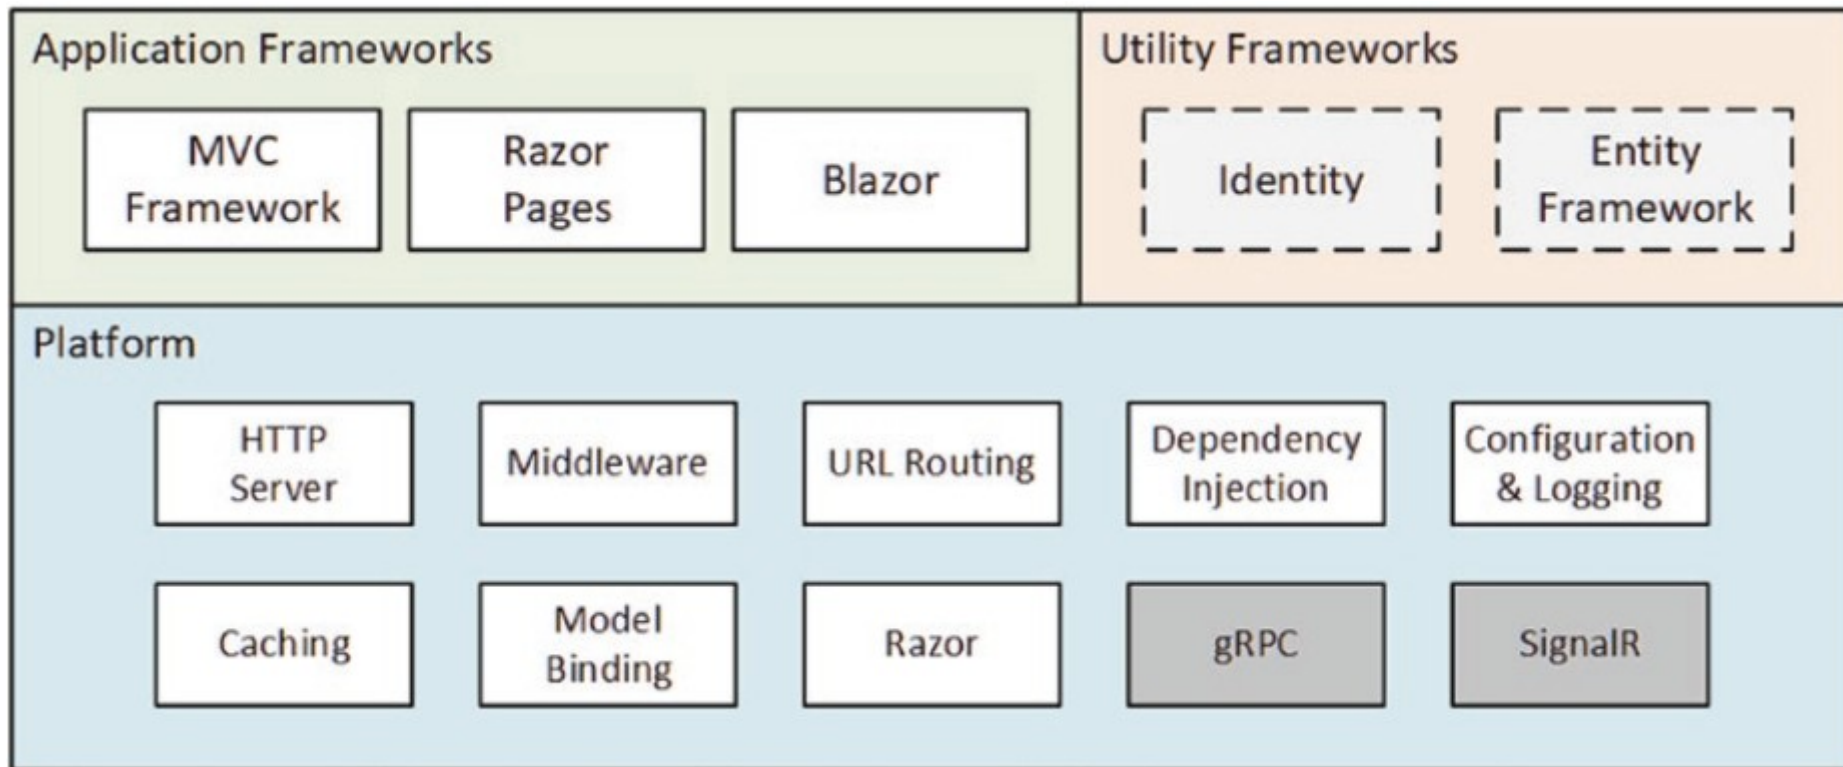 Application Frameworks
Utility Frameworks
MVC
Framework
Razor
Pages
Blazor
Identity
Entity
Framework
Platform
HTTP
Server
Middleware
URL Routing
Dependency
Injection
Configuration
& Logging
Caching
Model
Binding
Razor
gRPC
SignalR